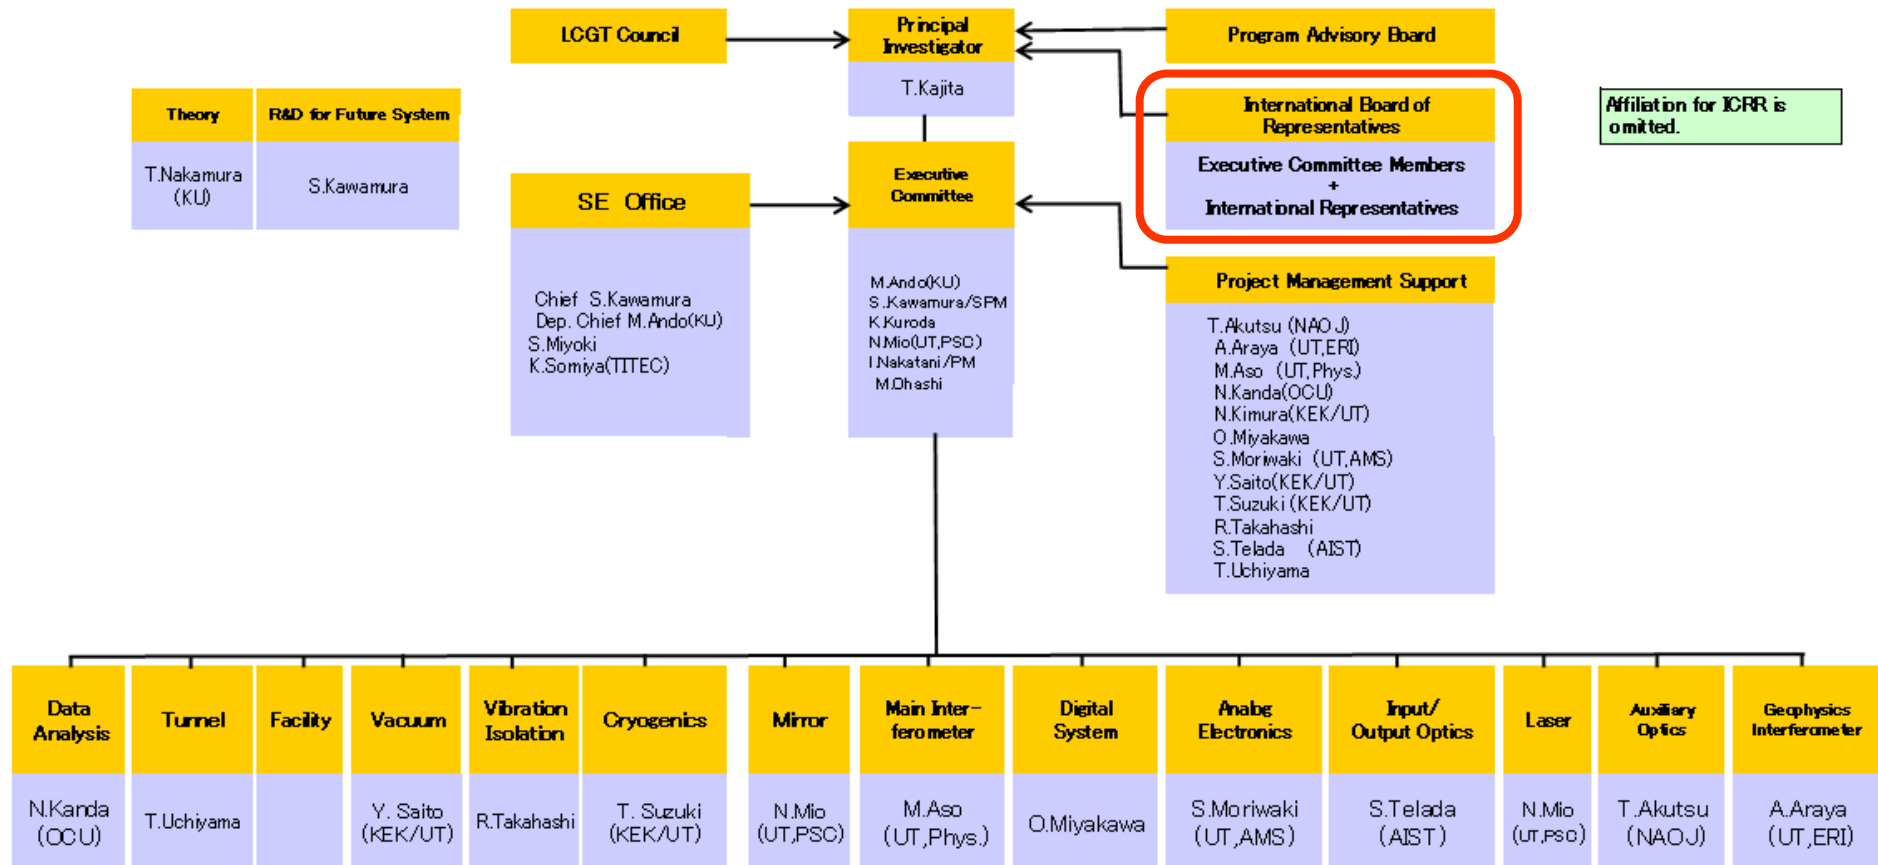 LCGT Council
Principal
Investigator
T.Kajita
Program Advisory Board
International Board of
Representatives
Executive Committee Members
+
International Representatives
Affiliation for ICRR is
omitted.
Theory
T.Nakamura
(KU)
R&D for Future System
S.Kawamura
SE Office
Chief S.Kawamura
Dep. Chief M.Ando(KU)
S.Miyoki
K.Somiya(TITEC)
Executive
Committee
M.Ando(KU)
S.Kawamura/SPM
K.Kuroda
N.Mio(UT,PSC)
I.Nakatani/PM
M.Ohashi
Project Management Support
T.Akutsu (NAOJ)
A.Araya (UT,ERI)
M.Aso (UT,Phys.)
N.Kanda(OCU)
N.Kimura(KEK/UT)
O.Miyakawa
S.Moriwaki (UT,AMS)
Y.Saito(KEK/UT)
T.Suzuki (KEK/UT)
R.Takahashi
S.Telada (AIST)
T.Uchiyama
Data
Analysis
N.Kanda
(OCU)
Tunnel
T.Uchiyama
Facility
Vacuum
Y. Saito
(KEK/UT)
Vibration
Isolation
R.Takahashi
Cryogenics
T. Suzuki
(KEK/UT)
Mirror
N.Mio
(UT,PSC)
Main Inter-
ferometer
M.Aso
(UT,Phys.)
Digital
System
O.Miyakawa
Analog
Electronics
S.Moriwaki
(UT,AMS)
Input/
Output Optics
S.Telada
(AIST)
Laser
N.Mio
(UT,PSC)
Auxiliary
Optics
T.Akutsu
(NAOJ)
Geophysics
Interferometer
A.Araya
(UT,ERI)